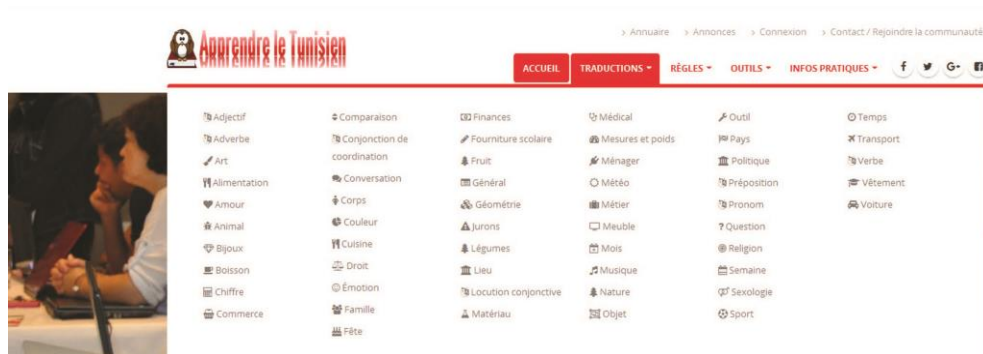 Apprendre le Tunisien
> Annuaire > Annonces > Connexion > Contact / Rejoindre la communauté
ACCUEIL TRADUCTIONS RÈGLES OUTILS INFOS PRATIQUES
Adjectif
Adverbe
Art
Alimentation
Amour
Animal
Bijoux
Boisson
Chiffre
Commerce
Comparaison
Conjonction de
coordination
Conversation
Corps
Couleur
Cuisine
Droit
Émotion
Famille
Fête
Finances
Fourniture scolaire
Fruit
Général
Géométrie
Jurons
Légumes
Lieu
Locution conjonctive
Matériau
Médical
Mesures et poids
Ménager
Météo
Métier
Meuble
Mois
Musique
Nature
Objet
Outil
Pays
Politique
Préposition
Pronom
Question
Religion
Semaine
Sexologie
Sport
Temps
Transport
Verbe
Vêtement
Voiture